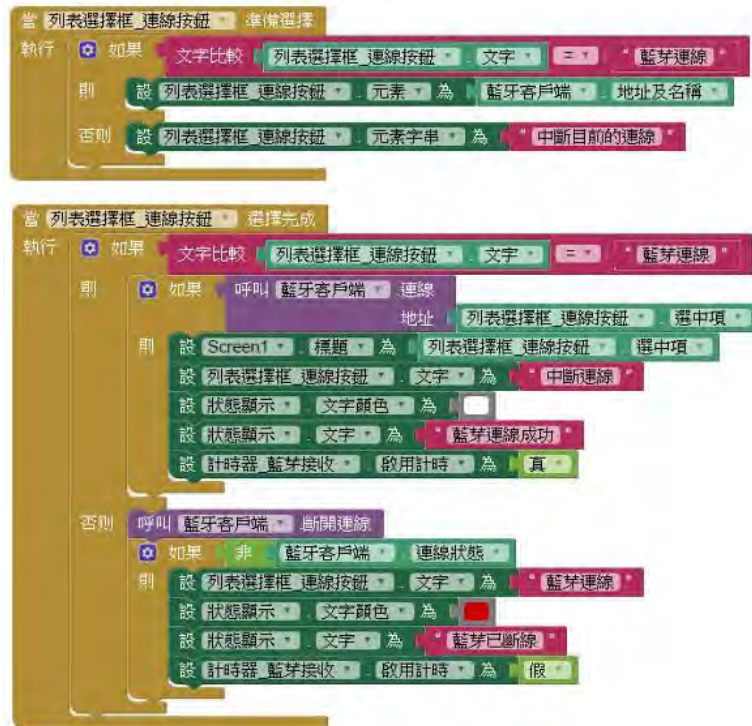 當 列表選擇框_連線按鈕 準備選擇
執行 如果 文字比較 列表選擇框_連線按鈕 . 文字 = "藍芽連線"
則 設 列表選擇框_連線按鈕 . 元素 為 藍牙客戶端 . 地址及名稱
否則 設 列表選擇框_連線按鈕 . 元素字串 為 "中斷目前的連線"
當 列表選擇框_連線按鈕 選擇完成
執行 如果 文字比較 列表選擇框_連線按鈕 . 文字 = "藍芽連線"
則 如果 呼叫 藍牙客戶端 連線
地址 列表選擇框_連線按鈕 . 選中項
則 設 Screen1 . 標題 為 列表選擇框_連線按鈕 . 選中項
設 列表選擇框_連線按鈕 . 文字 為 "中斷連線"
設 狀態顯示 . 文字顏色 為
設 狀態顯示 . 文字 為 "藍芽連線成功"
設 計時器_藍芽接收 . 啟用計時 為 真
否則 呼叫 藍牙客戶端 斷開連線
如果 非 藍牙客戶端 . 連線狀態
則 設 列表選擇框_連線按鈕 . 文字 為 "藍芽連線"
設 狀態顯示 . 文字顏色 為
設 狀態顯示 . 文字 為 "藍芽已斷線"
設 計時器_藍芽接收 . 啟用計時 為 假